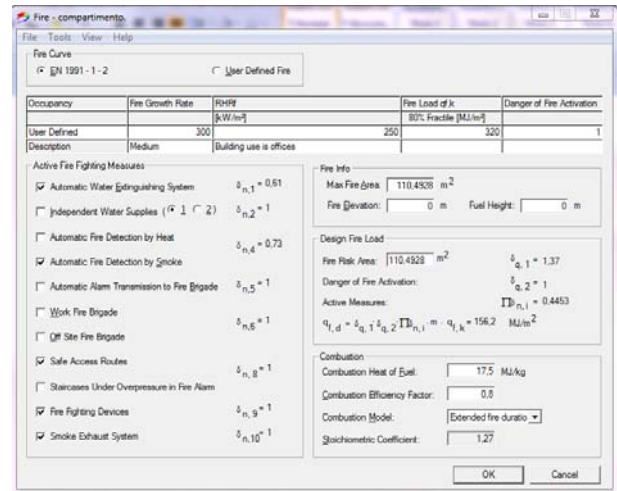 Fire - compartimento.
File Tools View Help
Fire Curve
EN 1991 - 1 - 2 User Defined Fire
Occupancy Fire Growth Rate RHRf Fire Load qf,k Danger of Fire Activation
[kW/m²] 80% Fractile [MJ/m²]
User Defined 300 250 320 1
Description Medium Building use is offices
Active Fire Fighting Measures
Automatic Water Extinguishing System δn,1 = 0,61
Independent Water Supplies ( 1 2) δn,2 = 1
Automatic Fire Detection by Heat
δn,4 = 0,73
Automatic Fire Detection by Smoke
Automatic Alarm Transmission to Fire Brigade δn,5 = 1
Work Fire Brigade
δn,6 = 1
Off Site Fire Brigade
Safe Access Routes
δn,8 = 1
Staircases Under Overpressure in Fire Alarm
Fire Fighting Devices δn,9 = 1
Smoke Exhaust System δn,10 = 1
Fire Info
Max Fire Area: 110,4928 m²
Fire Elevation: 0 m Fuel Height: 0 m
Design Fire Load
Fire Risk Area: 110,4928 m² δq,1 = 1,37
Danger of Fire Activation: δq,2 = 1
Active Measures: ∏δn,i = 0,4453
qf,d = δq,1 δq,2 ∏δn,i m · qf,k = 156,2 MJ/m²
Combustion
Combustion Heat of Fuel: 17,5 MJ/kg
Combustion Efficiency Factor: 0,8
Combustion Model: Extended fire duratio
Stoichiometric Coefficient: 1,27
OK Cancel